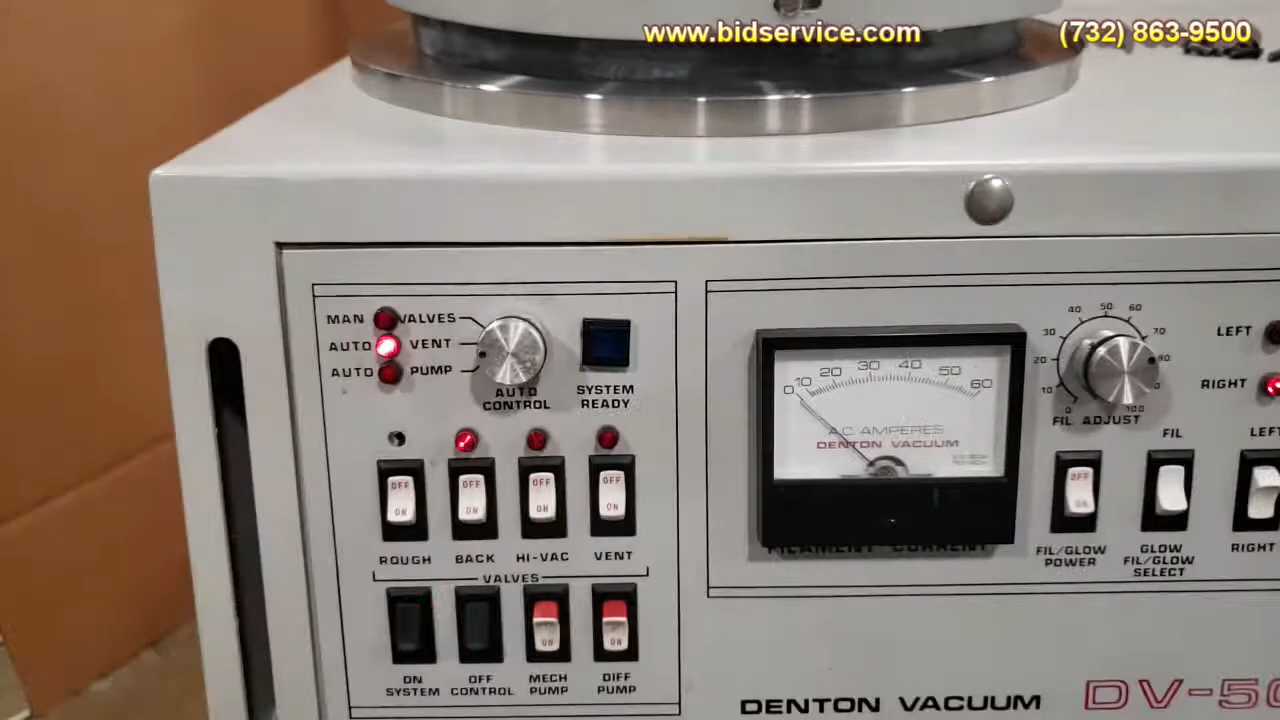 www.bidservice.com
(732) 863-9500
MAN VALVES
AUTO VENT
AUTO PUMP
AUTO
CONTROL
SYSTEM
READY
OFF
ON
OFF
ON
OFF
ON
OFF
ON
ROUGH
BACK
HI-VAC
VENT
VALVES
ON
ON
ON
SYSTEM
OFF
CONTROL
MECH
PUMP
DIFF
PUMP
0 10 20 30 40 50 60
A.C. AMPERES
DENTON VACUUM
FILAMENT CURRENT
0 10 20 30 40 50 60 70 80 100
FIL ADJUST
LEFT
RIGHT
FIL
LEFT
OFF
ON
FIL/GLOW
POWER
GLOW
FIL/GLOW
SELECT
RIGHT
DENTON VACUUM
DV-50